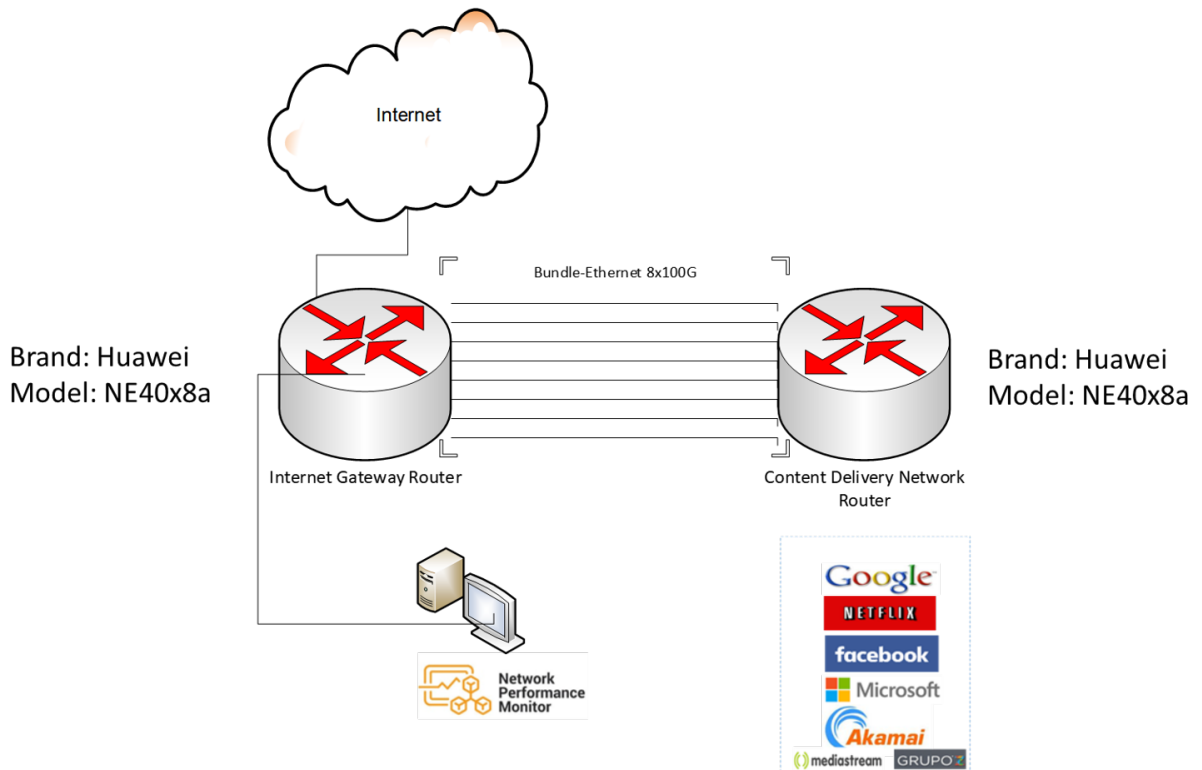 Internet
Bundle-Ethernet 8x100G
Brand: Huawei
Model: NE40x8a
Brand: Huawei
Model: NE40x8a
Internet Gateway Router
Content Delivery Network
Router
Network
Performance
Monitor
Google
NETFLIX
facebook
Microsoft
Akamai
mediastream
GRUPO Z